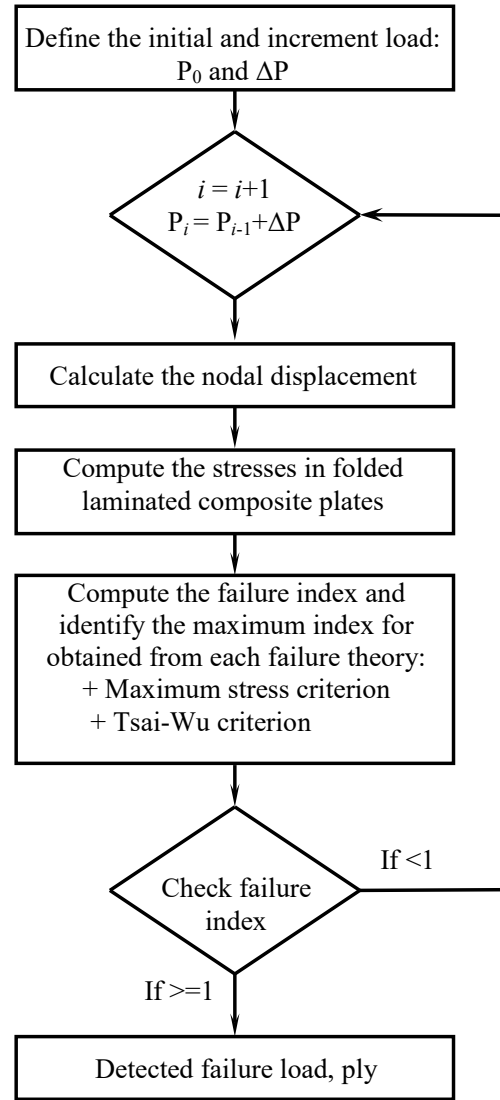 Define the initial and increment load:
P₀ and ΔP
i = i+1
Pᵢ = Pᵢ₋₁+ΔP
Calculate the nodal displacement
Compute the stresses in folded
laminated composite plates
Compute the failure index and
identify the maximum index for
obtained from each failure theory:
+ Maximum stress criterion
+ Tsai-Wu criterion
If <1
Check failure
index
If >=1
Detected failure load, ply